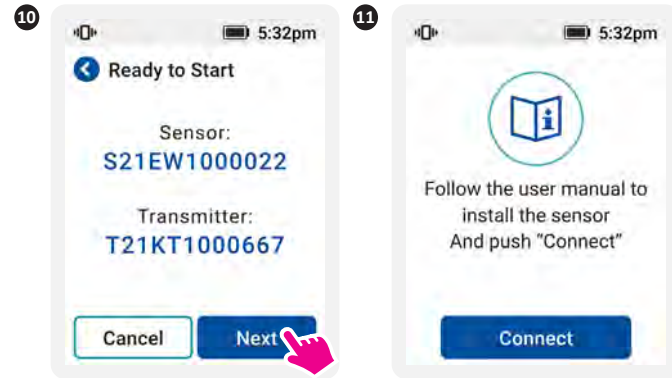 10
5:32pm
Ready to Start
Sensor:
S21EW1000022
Transmitter:
T21KT1000667
Cancel
Next
11
5:32pm
Follow the user manual to
install the sensor
And push "Connect"
Connect